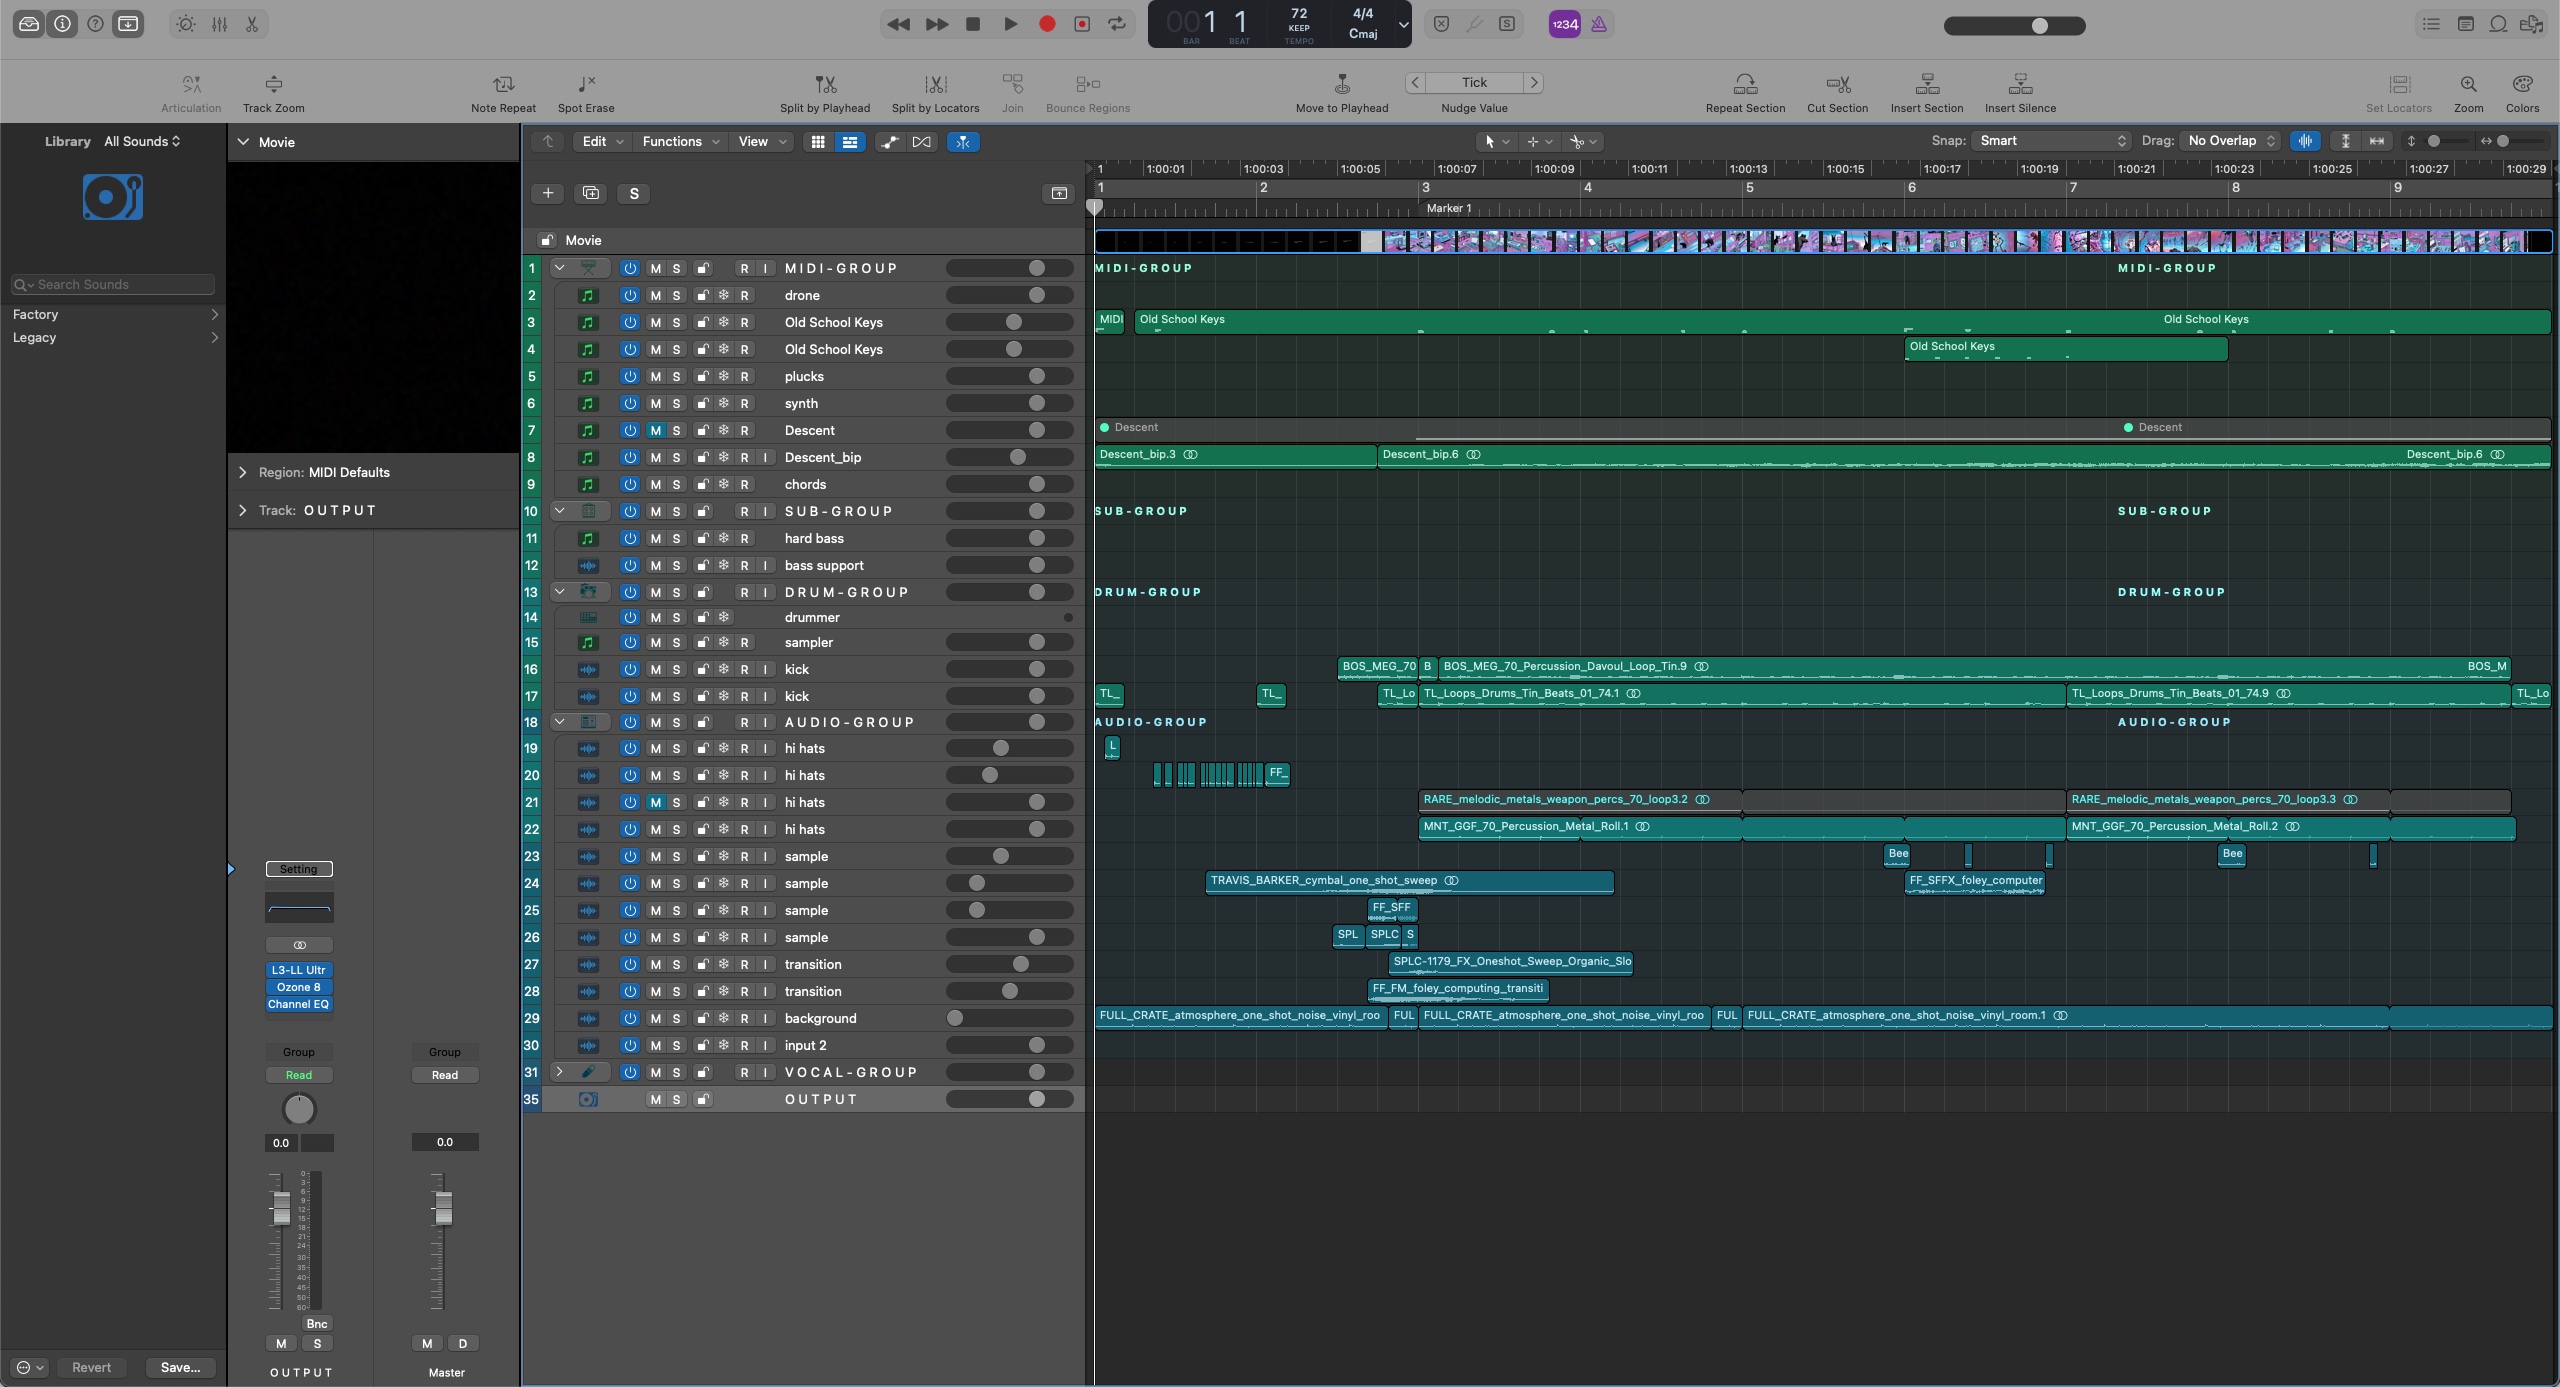 001 1
BAR BEAT
72
KEEP
TEMPO
4/4
Cmaj
S
1234
Articulation
Track Zoom
Note Repeat
Spot Erase
Split by Playhead
Split by Locators
Join
Bounce Regions
Move to Playhead
Tick
Nudge Value
Repeat Section
Cut Section
Insert Section
Insert Silence
Set Locators
Zoom
Colors
Library All Sounds
Search Sounds
Factory
Legacy
Revert
Save...
Movie
Region: MIDI Defaults
Track: OUTPUT
Setting
L3-LL Ultr
Ozone 8
Channel EQ
Group
Read
0.0
Bnc
M S
OUTPUT
Group
Read
0.0
M D
Master
0
3
6
9
12
15
18
21
24
30
35
40
45
50
60
Edit Functions View
Snap: Smart
Drag: No Overlap
S
1 1:00:01 1:00:03 1:00:05 1:00:07 1:00:09 1:00:11 1:00:13 1:00:15 1:00:17 1:00:19 1:00:21 1:00:23 1:00:25 1:00:27 1:00:29
1 2 3 4 5 6 7 8 9
Marker 1
Movie
1 M S R I MIDI-GROUP MIDI-GROUP MIDI-GROUP
2 M S R drone
3 M S R Old School Keys MIDI Old School Keys Old School Keys
4 M S R Old School Keys Old School Keys
5 M S R plucks
6 M S R synth
7 M S R Descent Descent Descent
8 M S R Descent_bip Descent_bip.3 Descent_bip.6 Descent_bip.6
9 M S R chords
10 M S R I SUB-GROUP SUB-GROUP SUB-GROUP
11 M S R hard bass
12 M S R I bass support
13 M S R I DRUM-GROUP DRUM-GROUP DRUM-GROUP
14 M S drummer
15 M S R sampler
16 M S R I kick BOS_MEG_70 B BOS_MEG_70_Percussion_Davoul_Loop_Tin.9 BOS_M
17 M S R I kick TL_ TL_ TL_Lo TL_Loops_Drums_Tin_Beats_01_74.1 TL_Loops_Drums_Tin_Beats_01_74.9 TL_Lo
18 M S R I AUDIO-GROUP AUDIO-GROUP AUDIO-GROUP
19 M S R I hi hats L
20 M S R I hi hats FF_
21 M S R I hi hats RARE_melodic_metals_weapon_percs_70_loop3.2 RARE_melodic_metals_weapon_percs_70_loop3.3
22 M S R I hi hats MNT_GGF_70_Percussion_Metal_Roll.1 MNT_GGF_70_Percussion_Metal_Roll.2
23 M S R I sample Bee Bee
24 M S R I sample TRAVIS_BARKER_cymbal_one_shot_sweep FF_SFFX_foley_computer
25 M S R I sample FF_SFF
26 M S R I sample SPL SPLC S
27 M S R I transition SPLC-1179_FX_Oneshot_Sweep_Organic_Slo
28 M S R I transition FF_FM_foley_computing_transiti
29 M S R I background FULL_CRATE_atmosphere_one_shot_noise_vinyl_roo FUL FULL_CRATE_atmosphere_one_shot_noise_vinyl_roo FUL FULL_CRATE_atmosphere_one_shot_noise_vinyl_room.1
30 M S R I input 2
31 M S R I VOCAL-GROUP
35 M S OUTPUT